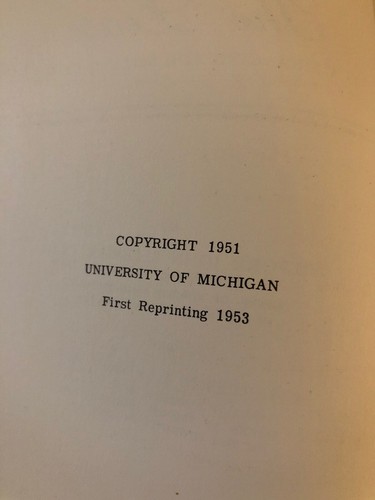 COPYRIGHT 1951
UNIVERSITY OF MICHIGAN
First Reprinting 1953